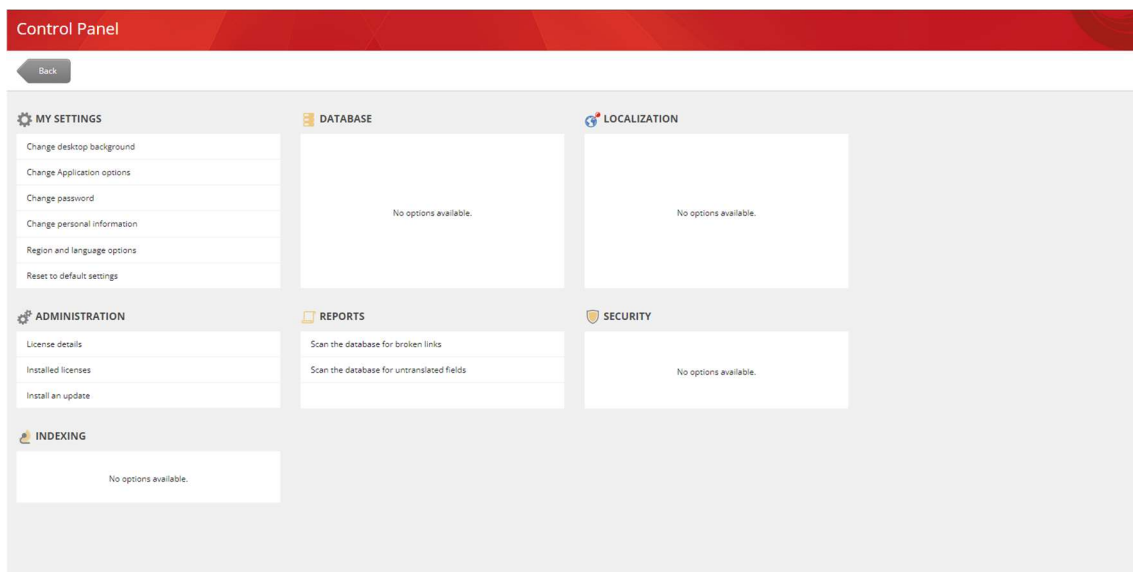 Control Panel
Back
MY SETTINGS
Change desktop background
Change Application options
Change password
Change personal information
Region and language options
Reset to default settings
DATABASE
No options available.
LOCALIZATION
No options available.
ADMINISTRATION
License details
Installed licenses
Install an update
REPORTS
Scan the database for broken links
Scan the database for untranslated fields
SECURITY
No options available.
INDEXING
No options available.